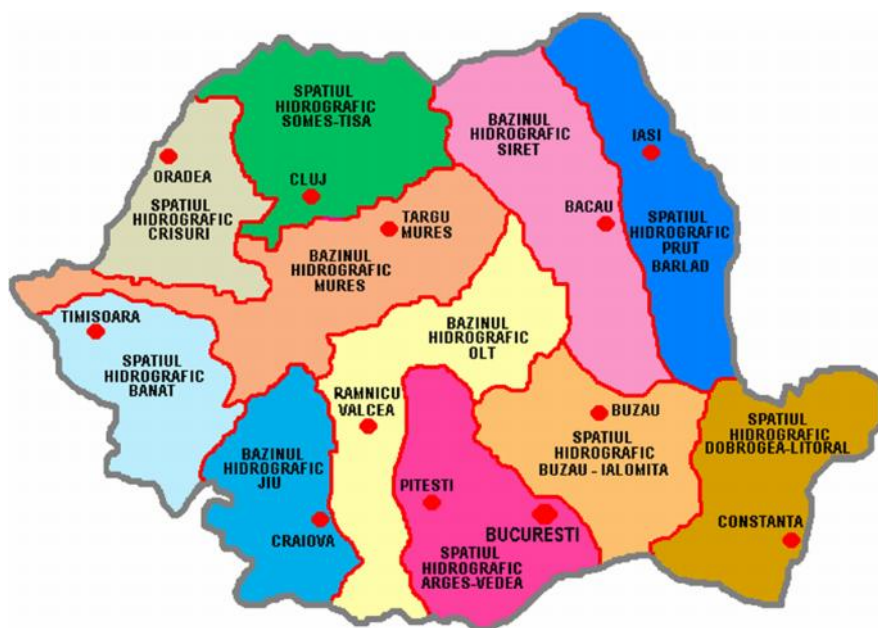 SPATIUL
HIDROGRAFIC
SOMES-TISA
BAZINUL
HIDROGRAFIC
SIRET
IASI
ORADEA
CLUJ
SPATIUL
HIDROGRAFIC
CRISURI
TARGU
MURES
BACAU
SPATIUL
HIDROGRAFIC
PRUT
BARLAD
BAZINUL
HIDROGRAFIC
MURES
TIMISOARA
BAZINUL
HIDROGRAFIC
OLT
SPATIUL
HIDROGRAFIC
BANAT
RAMNICU
VALCEA
BUZAU
SPATIUL
HIDROGRAFIC
DOBROGEA-LITORAL
BAZINUL
HIDROGRAFIC
JIU
SPATIUL
HIDROGRAFIC
BUZAU - IALOMITA
PITESTI
BUCURESTI
CONSTANTA
CRAIOVA
SPATIUL
HIDROGRAFIC
ARGES-VEDEA